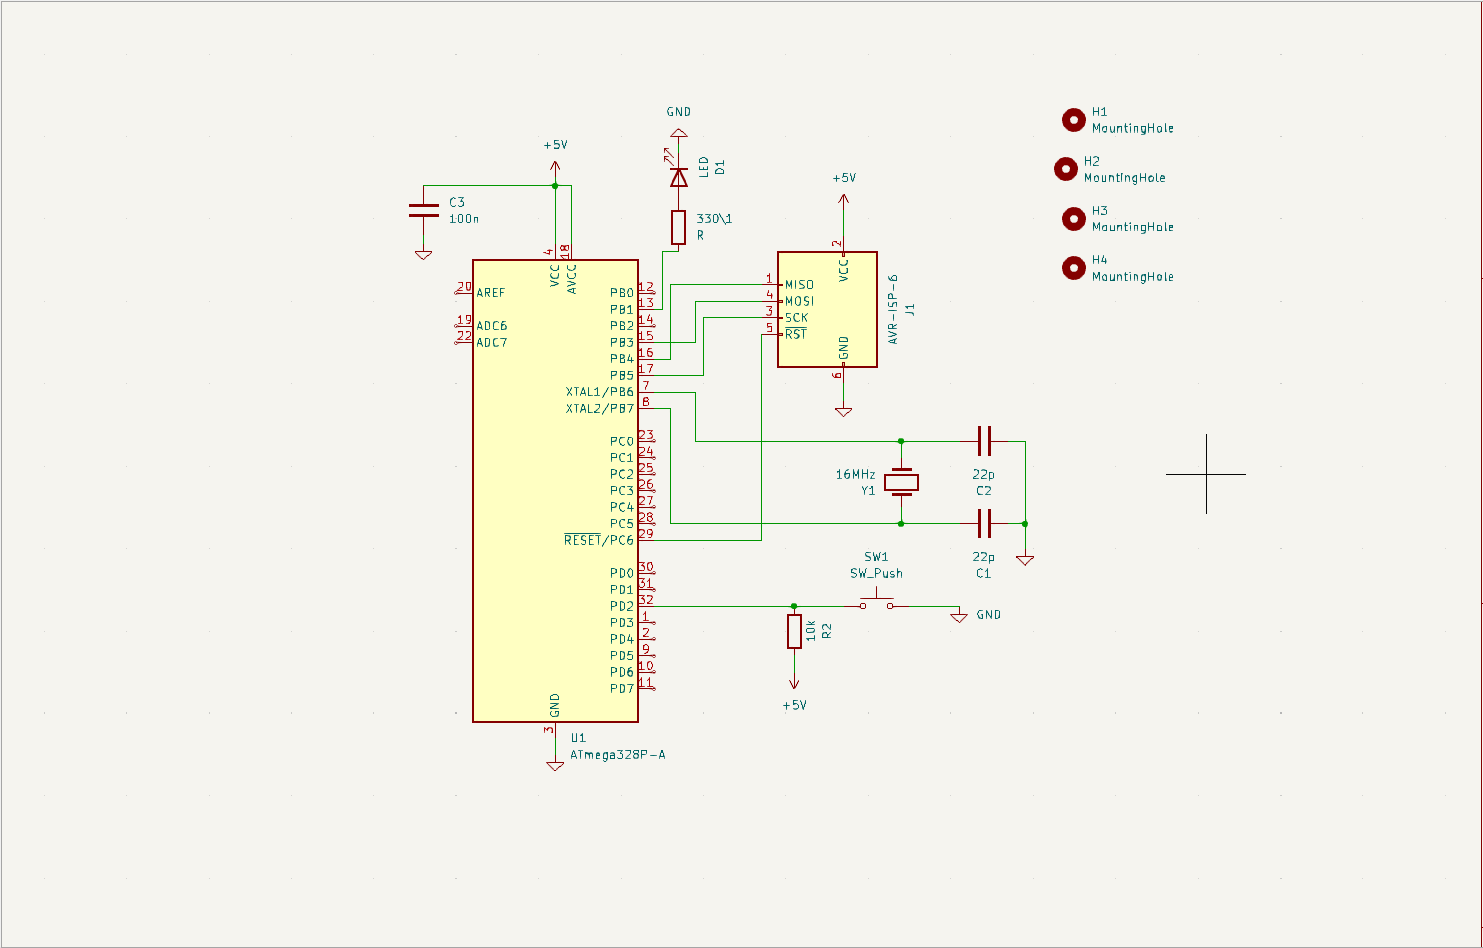 GND
+5V
LED
D1
330\1
R
C3
100n
+5V
H1
MountingHole
H2
MountingHole
H3
MountingHole
H4
MountingHole
4
18
VCC
AVCC
20
AREF
19
ADC6
22
ADC7
PB0
12
PB1
13
PB2
14
PB3
15
PB4
16
PB5
17
XTAL1/PB6
7
XTAL2/PB7
8
PC0
23
PC1
24
PC2
25
PC3
26
PC4
27
PC5
28
RESET/PC6
29
PD0
30
PD1
31
PD2
32
PD3
1
PD4
2
PD5
9
PD6
10
PD7
11
GND
3
U1
ATmega328P-A
2
VCC
1
MISO
4
MOSI
3
SCK
5
RST
GND
6
AVR-ISP-6
J1
16MHz
Y1
22p
C2
22p
C1
SW1
SW_Push
GND
10k
R2
+5V